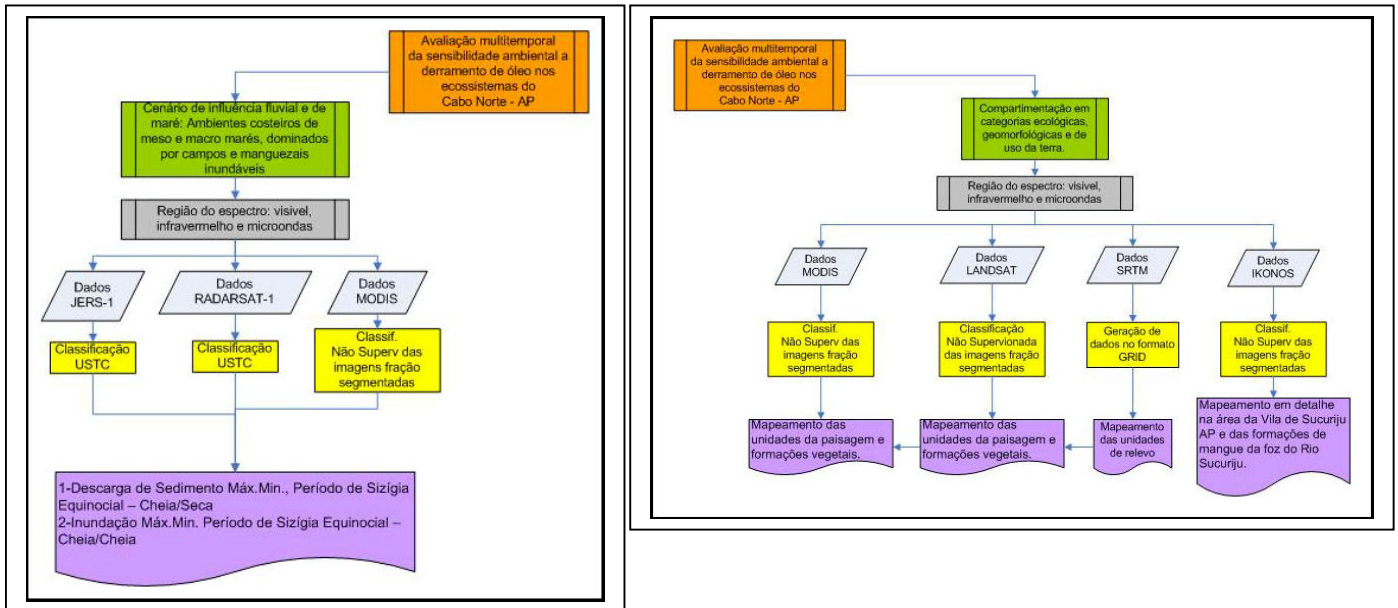 Avaliação multitemporal
da sensibilidade ambiental a
derramento de óleo nos
ecossistemas do
Cabo Norte - AP
Cenário de influência fluvial e de
maré: Ambientes costeiros de
meso e macro marés, dominados
por campos e manguezais
inundáveis
Região do espectro: visivel,
infravermelho e microondas
Dados
JERS-1
Dados
RADARSAT-1
Dados
MODIS
Classificação
USTC
Classificação
USTC
Classif.
Não Superv das
imagens fração
segmentadas
1-Descarga de Sedimento Máx.Min., Período de Sizígia
Equinocial – Cheia/Seca
2-Inundação Máx.Min. Período de Sizígia Equinocial –
Cheia/Cheia
Avaliação multitemporal
da sensibilidade ambiental a
derramento de óleo nos
ecossistemas do
Cabo Norte - AP
Compartimentação em
categorias ecológicas,
geomorfológicas e de
uso da terra.
Região do espectro: visivel,
infravermelho e microondas
Dados
MODIS
Dados
LANDSAT
Dados
SRTM
Dados
IKONOS
Classif.
Não Superv das
imagens fração
segmentadas
Classificação
Não Supervisionada
das imagens fração
segmentadas
Geração de
dados no formato
GRID
Classif.
Não Superv das
imagens fração
segmentadas
Mapeamento das
unidades da paisagem e
formações vegetais.
Mapeamento das
unidades da paisagem e
formações vegetais.
Mapeamento
das unidades
de relevo
Mapeamento em detalhe
na área da Vila de Sucuriju
AP e das formações de
mangue da foz do Rio
Sucuriju.